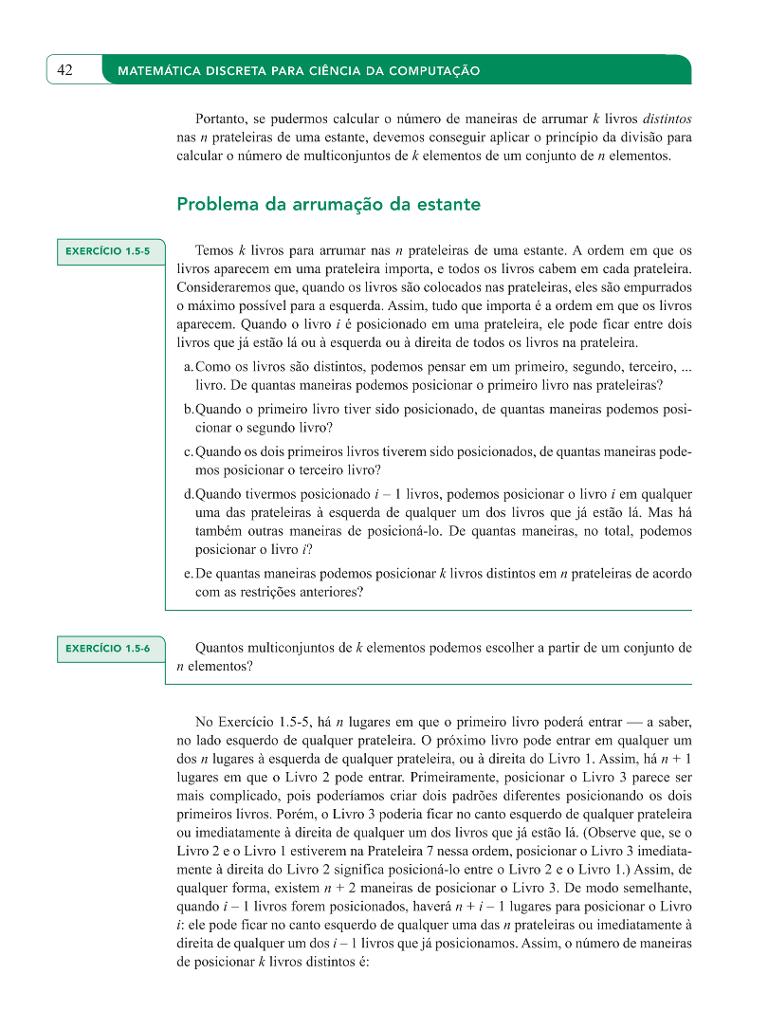 42
MATEMÁTICA DISCRETA PARA CIÊNCIA DA COMPUTAÇÃO
Portanto, se pudermos calcular o número de maneiras de arrumar k livros distintos
nas n prateleiras de uma estante, devemos conseguir aplicar o princípio da divisão para
calcular o número de multiconjuntos de k elementos de um conjunto de n elementos.
Problema da arrumação da estante
EXERCÍCIO 1.5-5
Temos k livros para arrumar nas n prateleiras de uma estante. A ordem em que os
livros aparecem em uma prateleira importa, e todos os livros cabem em cada prateleira.
Consideraremos que, quando os livros são colocados nas prateleiras, eles são empurrados
o máximo possível para a esquerda. Assim, tudo que importa é a ordem em que os livros
aparecem. Quando o livro i é posicionado em uma prateleira, ele pode ficar entre dois
livros que já estão lá ou à esquerda ou à direita de todos os livros na prateleira.
a. Como os livros são distintos, podemos pensar em um primeiro, segundo, terceiro, ...
livro. De quantas maneiras podemos posicionar o primeiro livro nas prateleiras?
b. Quando o primeiro livro tiver sido posicionado, de quantas maneiras podemos posi-
cionar o segundo livro?
c. Quando os dois primeiros livros tiverem sido posicionados, de quantas maneiras pode-
mos posicionar o terceiro livro?
d. Quando tivermos posicionado i – 1 livros, podemos posicionar o livro i em qualquer
uma das prateleiras à esquerda de qualquer um dos livros que já estão lá. Mas há
também outras maneiras de posicioná-lo. De quantas maneiras, no total, podemos
posicionar o livro i?
e. De quantas maneiras podemos posicionar k livros distintos em n prateleiras de acordo
com as restrições anteriores?
EXERCÍCIO 1.5-6
Quantos multiconjuntos de k elementos podemos escolher a partir de um conjunto de
n elementos?
No Exercício 1.5-5, há n lugares em que o primeiro livro poderá entrar — a saber,
no lado esquerdo de qualquer prateleira. O próximo livro pode entrar em qualquer um
dos n lugares à esquerda de qualquer prateleira, ou à direita do Livro 1. Assim, há n + 1
lugares em que o Livro 2 pode entrar. Primeiramente, posicionar o Livro 3 parece ser
mais complicado, pois poderíamos criar dois padrões diferentes posicionando os dois
primeiros livros. Porém, o Livro 3 poderia ficar no canto esquerdo de qualquer prateleira
ou imediatamente à direita de qualquer um dos livros que já estão lá. (Observe que, se o
Livro 2 e o Livro 1 estiverem na Prateleira 7 nessa ordem, posicionar o Livro 3 imediata-
mente à direita do Livro 2 significa posicioná-lo entre o Livro 2 e o Livro 1.) Assim, de
qualquer forma, existem n + 2 maneiras de posicionar o Livro 3. De modo semelhante,
quando i – 1 livros forem posicionados, haverá n + i – 1 lugares para posicionar o Livro
i: ele pode ficar no canto esquerdo de qualquer uma das n prateleiras ou imediatamente à
direita de qualquer um dos i – 1 livros que já posicionamos. Assim, o número de maneiras
de posicionar k livros distintos é: